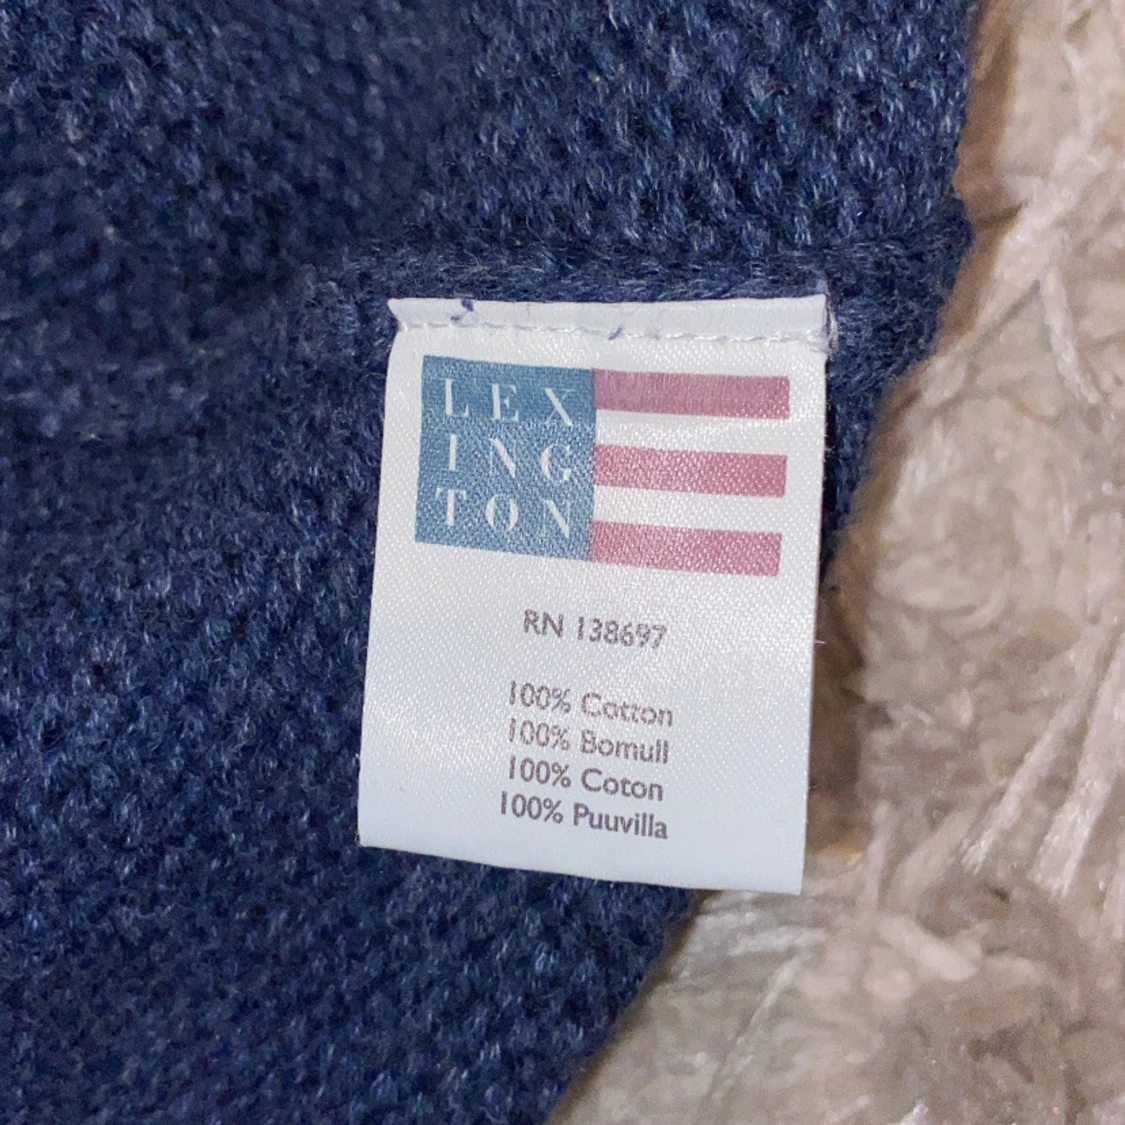 LEX
ING
TON
RN 138697
100% Cotton
100% Bomull
100% Coton
100% Puuvilla